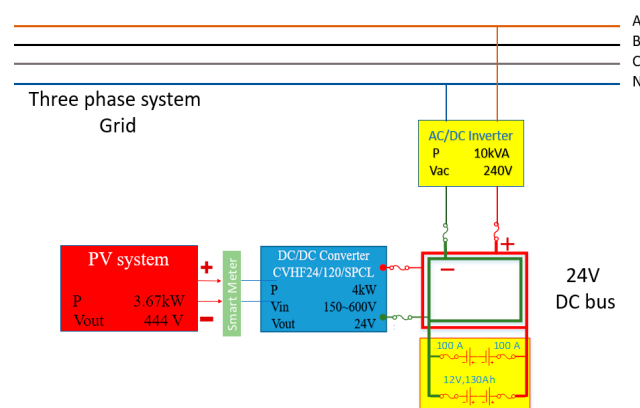 A
B
C
N
Three phase system
Grid
AC/DC Inverter
P 10kVA
Vac 240V
+
−
PV system
P 3.67kW
Vout 444 V
+
−
Smart Meter
DC/DC Converter
CVHF24/120/SPCL
P 4kW
Vin 150~600V
Vout 24V
24V
DC bus
100 A 100 A
12V,130Ah